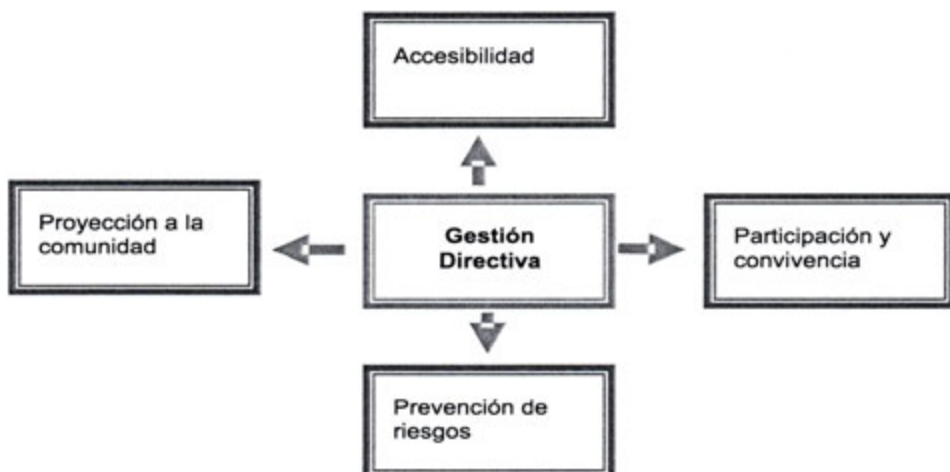 Accesibilidad
Proyección a la
comunidad
Gestión
Directiva
Participación y
convivencia
Prevención de
riesgos